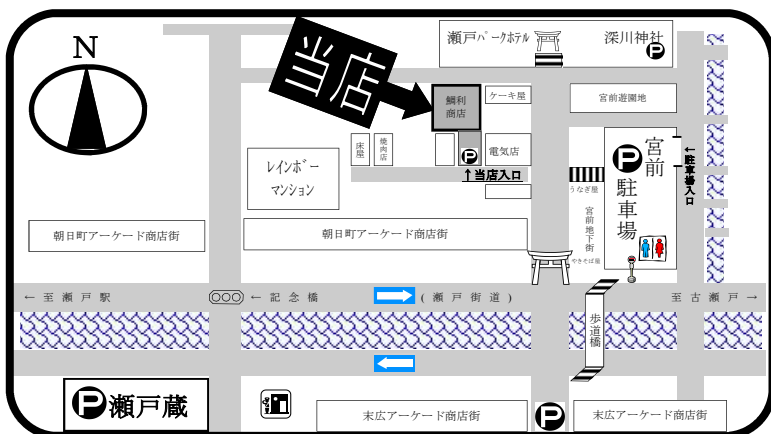 N
当店
瀬戸パークホテル
深川神社
P
鯛利
商店
ケーキ屋
宮前遊園地
床屋
焼肉店
P
電気店
↑当店入口
レインボー
マンション
P
宮前
駐車場
←駐車場入口
うなぎ屋
宮前地下街
やきそば屋
朝日町アーケード商店街
朝日町アーケード商店街
← 至瀬戸駅
← 記念橋
(瀬戸街道)
至古瀬戸 →
歩道橋
P瀬戸蔵
末広アーケード商店街
P
末広アーケード商店街